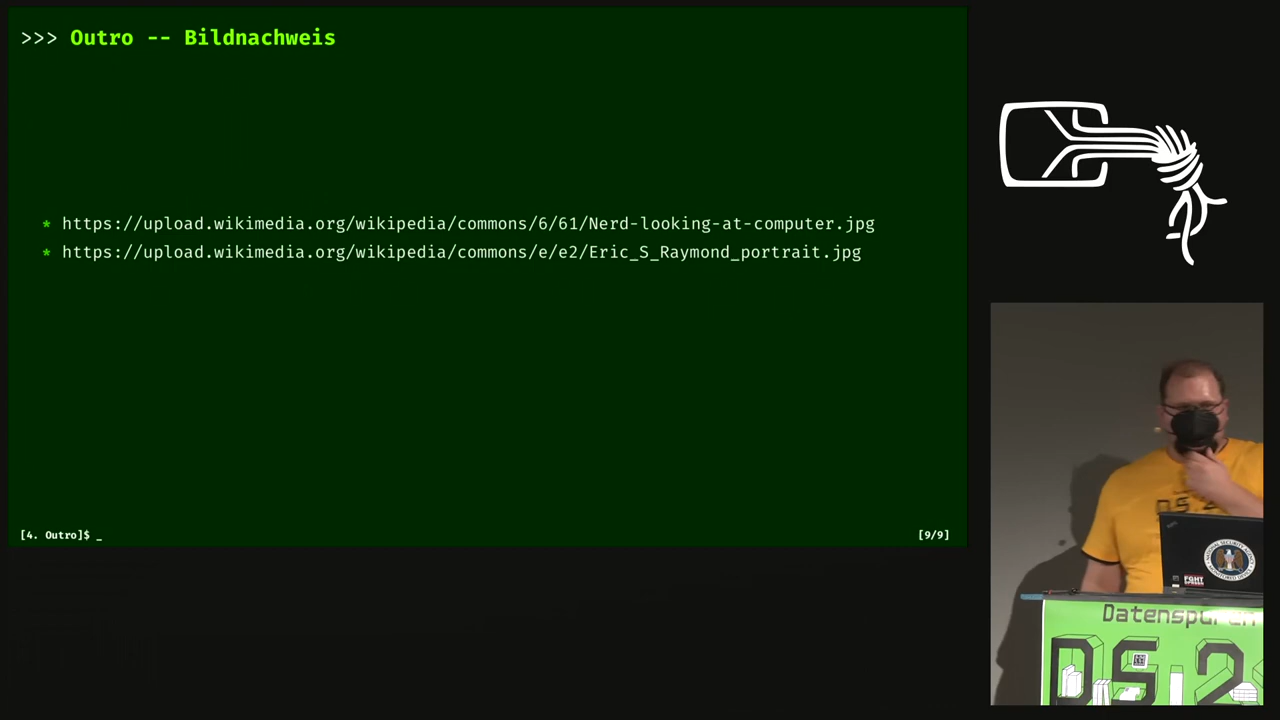 >>> Outro -- Bildnachweis
* https://upload.wikimedia.org/wikipedia/commons/6/61/Nerd-looking-at-computer.jpg
* https://upload.wikimedia.org/wikipedia/commons/e/e2/Eric_S_Raymond_portrait.jpg
[4. Outro]$ _
[9/9]
Datenspuren
DS:2